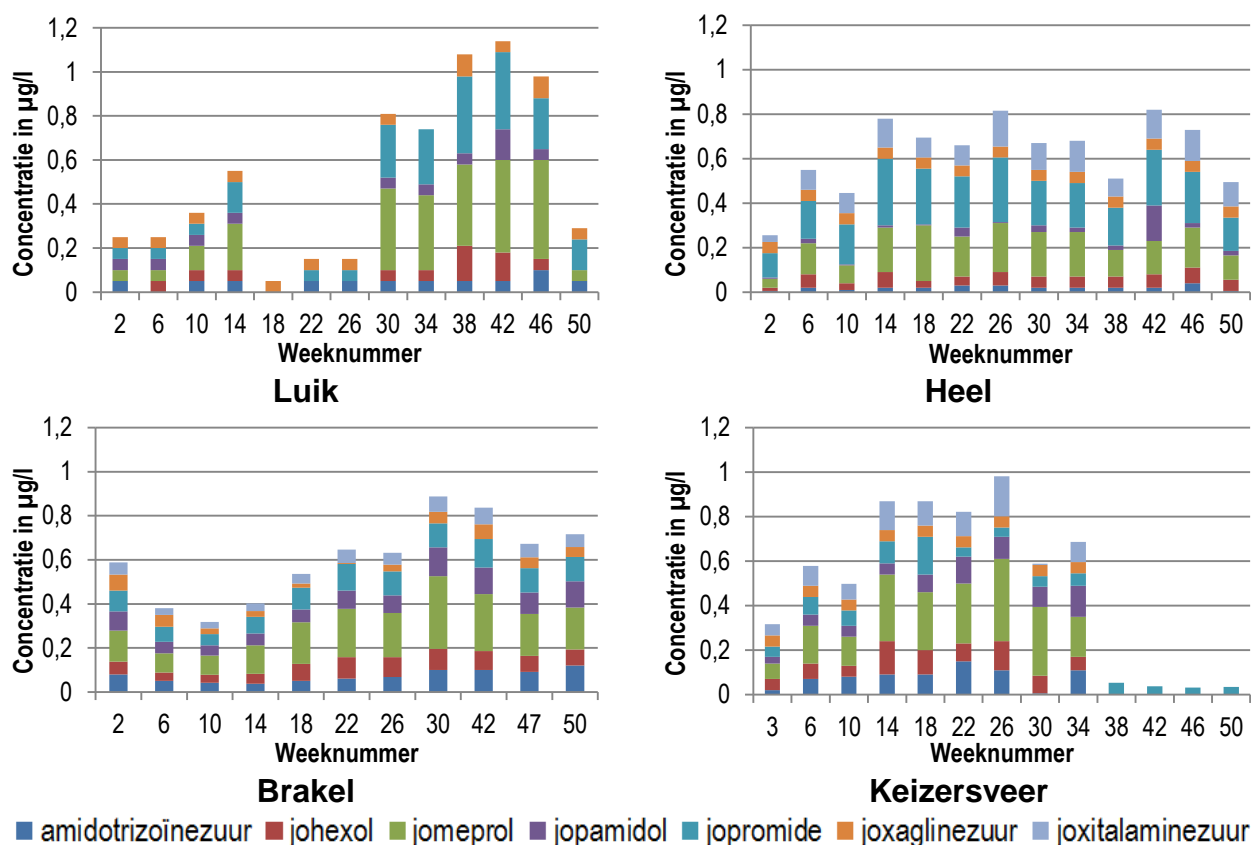 1,2
1
0,8
0,6
0,4
0,2
0
Concentratie in µg/l
2 6 10 14 18 22 26 30 34 38 42 46 50
Weeknummer
Luik
1,2
1
0,8
0,6
0,4
0,2
0
Concentratie in µg/l
2 6 10 14 18 22 26 30 34 38 42 46 50
Weeknummer
Heel
1,2
1
0,8
0,6
0,4
0,2
0
Concentratie in µg/l
2 6 10 14 18 22 26 30 42 47 50
Weeknummer
Brakel
1,2
1
0,8
0,6
0,4
0,2
0
Concentratie in µg/l
3 6 10 14 18 22 26 30 34 38 42 46 50
Weeknummer
Keizersveer
amidotrizoïnezuur johexol jomeprol jopamidol jopromide joxaglinezuur joxitalaminezuur